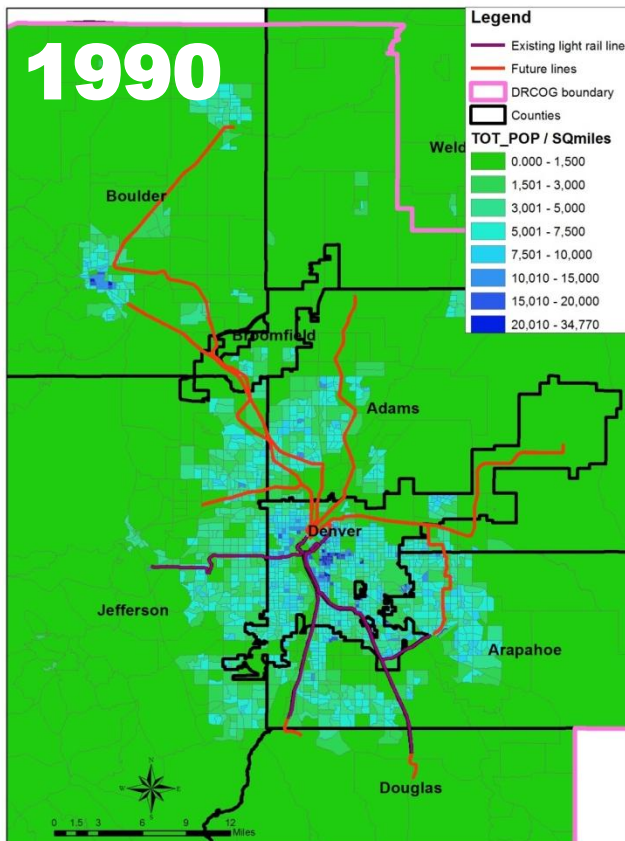 1990
Legend
Existing light rail line
Future lines
DRCOG boundary
Counties
TOT_POP / SQmiles
0.000 - 1,500
1,501 - 3,000
3,001 - 5,000
5,001 - 7,500
7,501 - 10,000
10,010 - 15,000
15,010 - 20,000
20,010 - 34,770
Weld
Boulder
Broomfield
Adams
Denver
Jefferson
Arapahoe
Douglas
N
W E
S
0 1.5 3 6 9 12
Miles